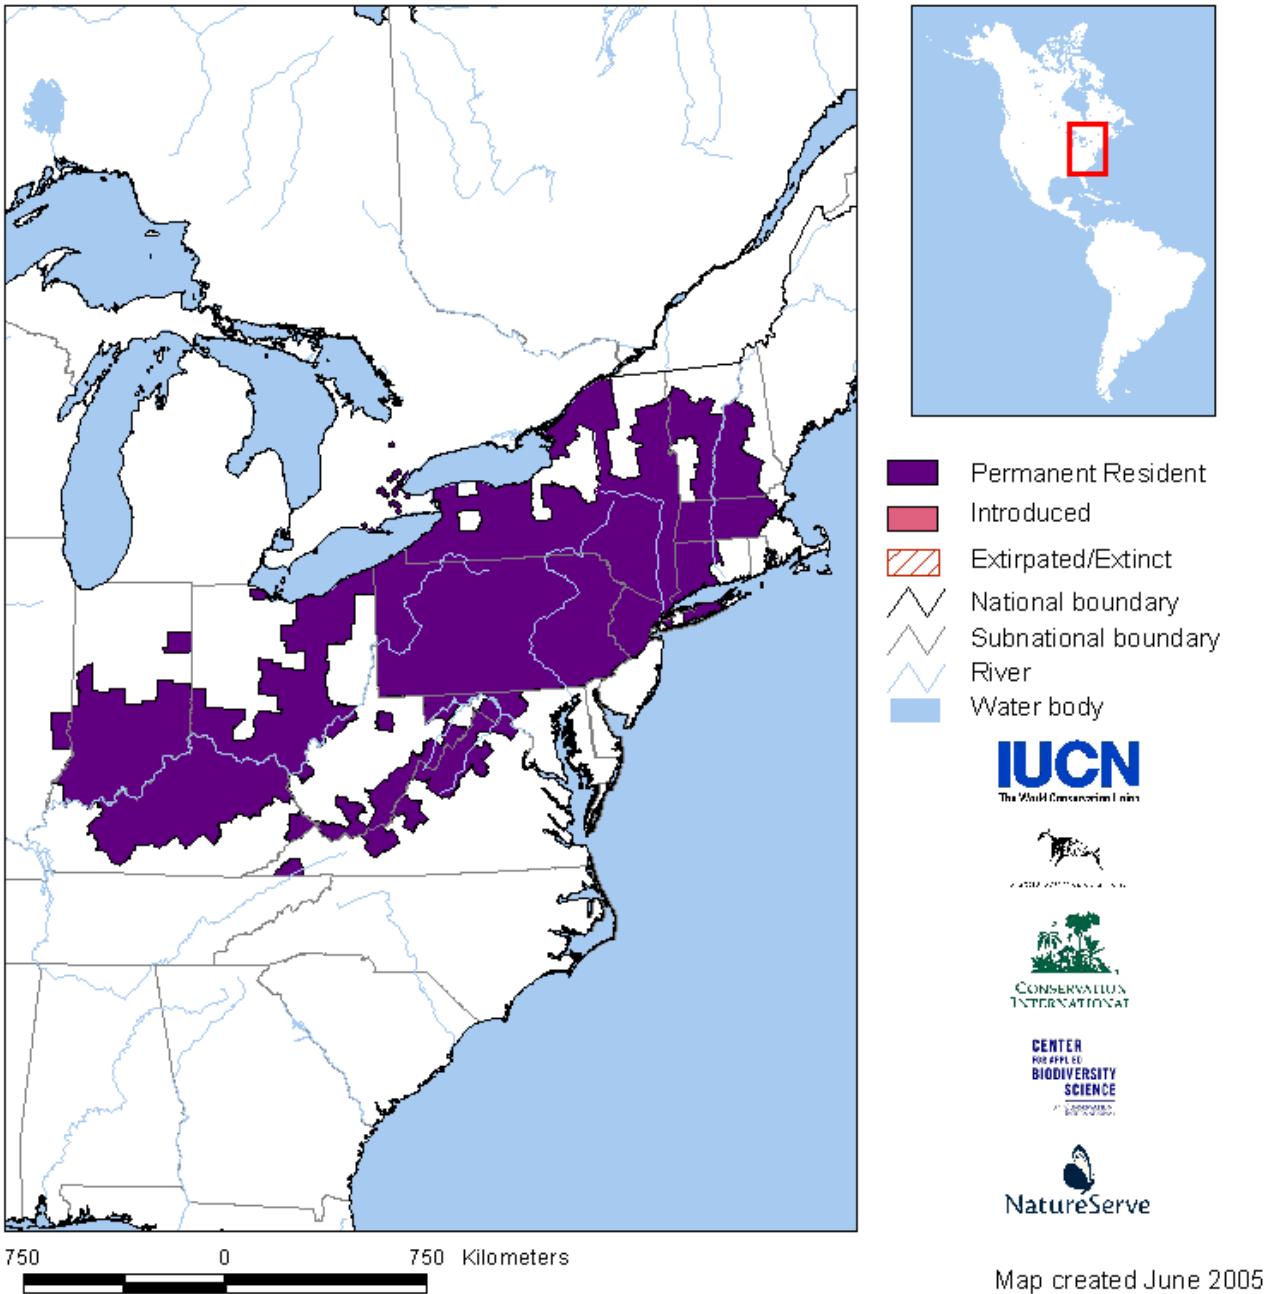 Permanent Resident
Introduced
Extirpated/Extinct
National boundary
Subnational boundary
River
Water body
IUCN
The World Conservation Union
CONSERVATION
INTERNATIONAL
CENTER
FOR APPLIED
BIODIVERSITY
SCIENCE
NatureServe
750 0 750 Kilometers
Map created June 2005